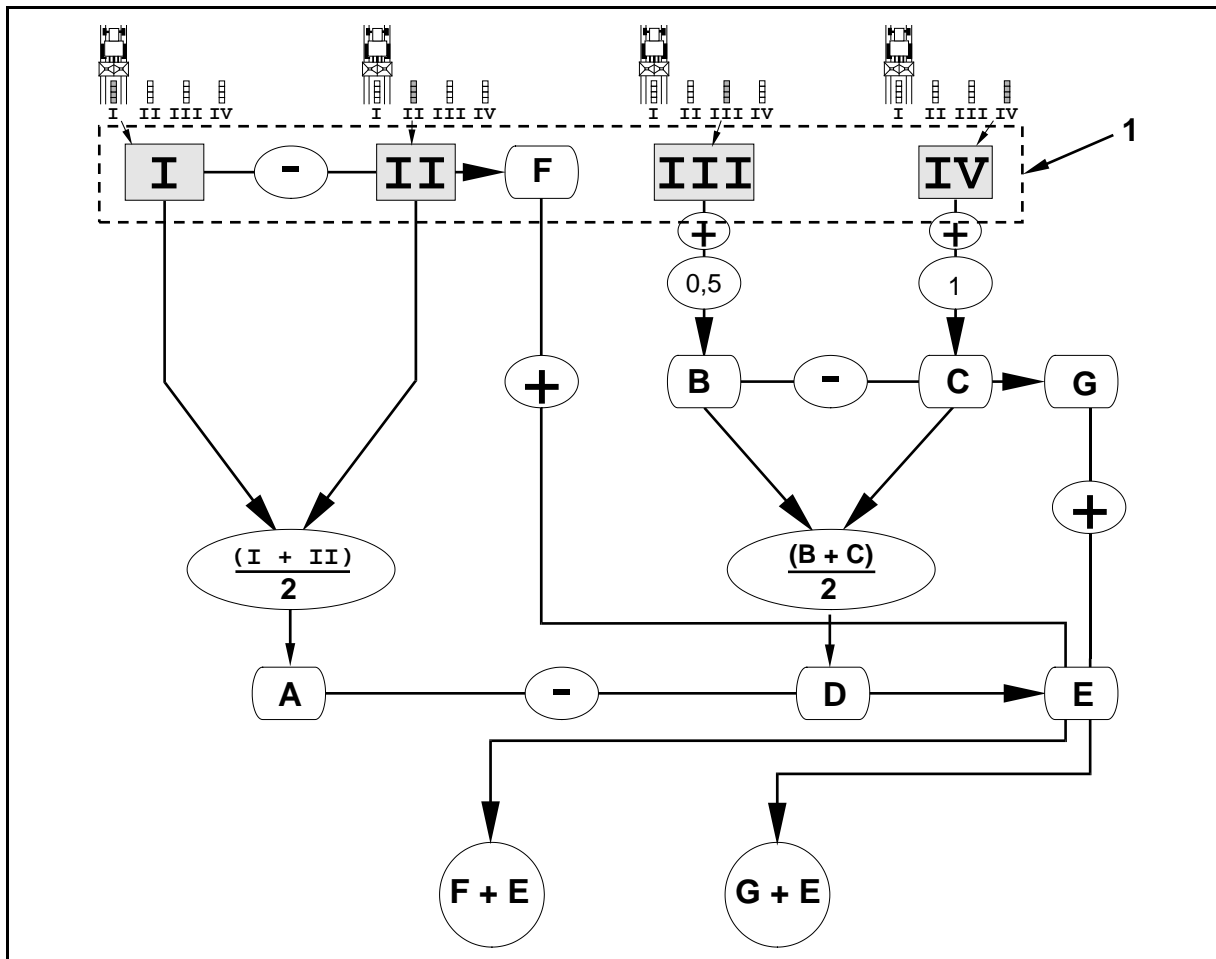 I II III IV
I II III IV
I II III IV
I II III IV
1
I - II F III IV
+ +
0,5 1
+ B - C G
+
(I + II)
2
(B + C)
2
A - D E
F + E
G + E